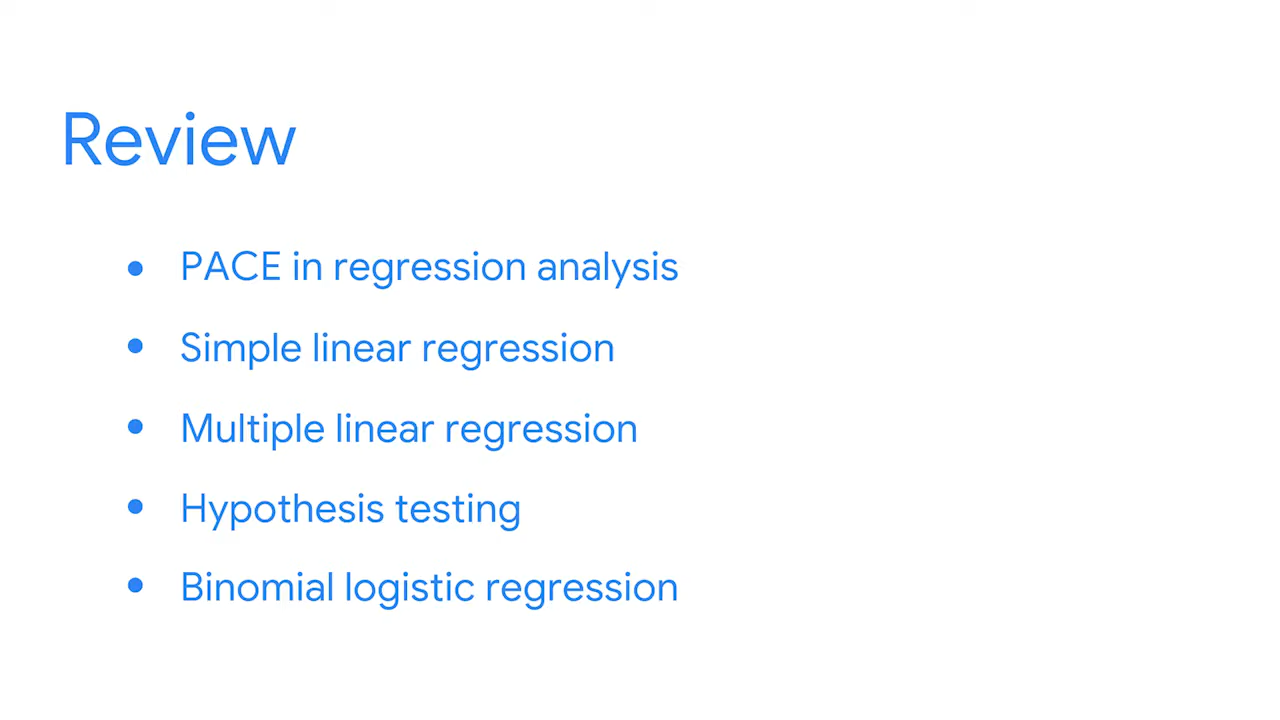 Review
• PACE in regression analysis
• Simple linear regression
• Multiple linear regression
• Hypothesis testing
• Binomial logistic regression